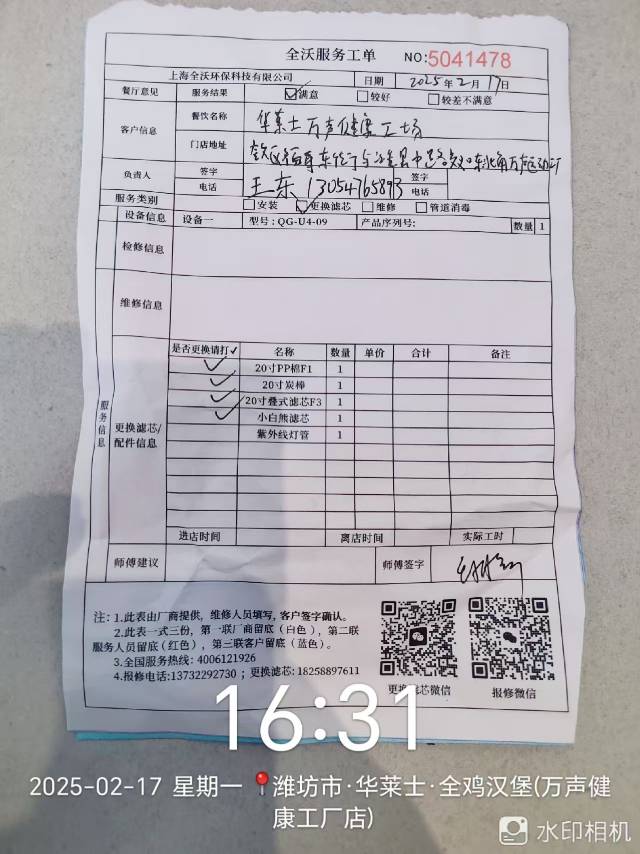 全沃服务工单 NO:5041478
上海全沃环保科技有限公司 日期 2025年2月17日
餐厅意见 服务结果 ☑满意 □较好 □较差不满意
客户信息 餐饮名称 华莱士万声健康工场
门店地址
负责人 签字 王东 13054765893 签字
电话 电话
服务类别 □安装 ☑更换滤芯 □维修 □管道消毒
设备信息 设备一 型号: QG-U4-09 产品序列号: 数量 1
检修信息
维修信息
服务信息
更换滤芯/配件信息
是否更换请打✓ 名称 数量 单价 合计 备注
✓ 20寸PP棉F1 1
✓ 20寸炭棒 1
✓ 20寸叠式滤芯F3 1
✓ 小白熊滤芯 1
紫外线灯管 1
进店时间 离店时间 实际工时
师傅建议 师傅签字
注: 1.此表由厂商提供, 维修人员填写, 客户签字确认。
2.此表一式三份, 第一联厂商留底(白色), 第二联
服务人员留底(红色), 第三联客户留底(蓝色)。
3.全国服务热线: 4006121926
4.报修电话:13732292730 ; 更换滤芯: 18258897611
更换滤芯微信 报修微信
16:31
2025-02-17 星期一 潍坊市·华莱士·全鸡汉堡(万声健
康工厂店)
水印相机